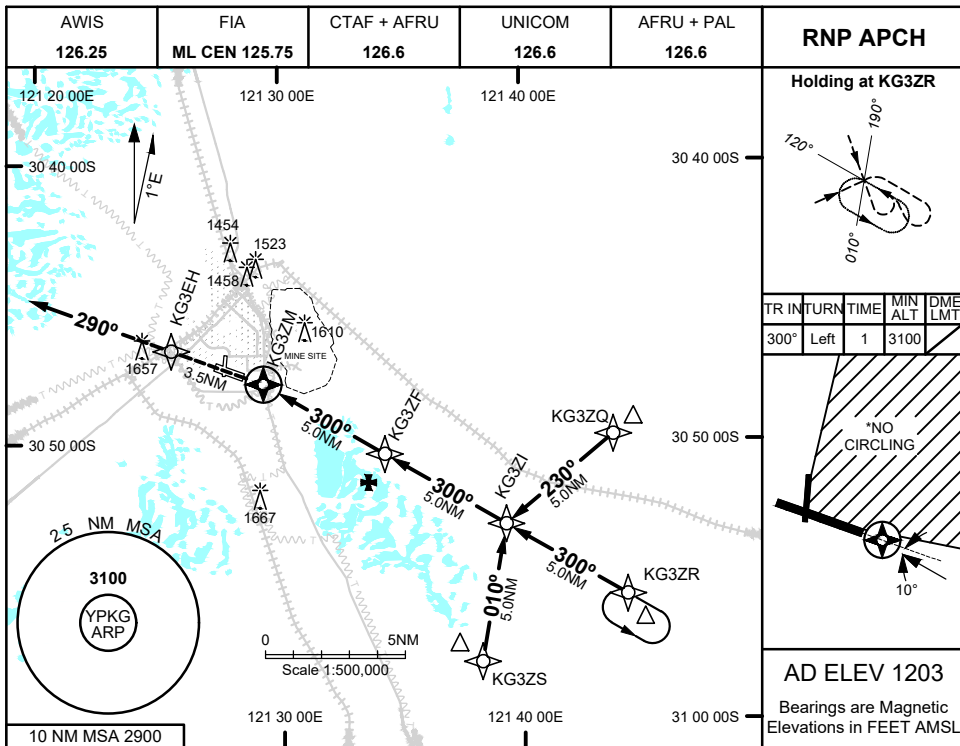 AWIS
126.25
FIA
ML CEN 125.75
CTAF + AFRU
126.6
UNICOM
126.6
AFRU + PAL
126.6
RNP APCH
121 20 00E
121 30 00E
121 40 00E
30 40 00S
30 40 00S
1°E
1454
1523
1458
KG3EH
290°
1610
KG3ZM
MINE SITE
1657
3.5NM
300°
5.0NM
KG3ZF
30 50 00S
30 50 00S
KG3ZQ
KG3ZI
230°
5.0NM
300°
5.0NM
1667
300°
5.0NM
KG3ZR
010°
5.0NM
KG3ZS
25 NM MSA
3100
YPKG
ARP
0
5NM
Scale 1:500,000
121 30 00E
121 40 00E
31 00 00S
10 NM MSA 2900
Holding at KG3ZR
190°
120°
010°
TR IN
TURN
TIME
MIN
ALT
DME
LMT
300°
Left
1
3100
*NO
CIRCLING
10°
AD ELEV 1203
Bearings are Magnetic
Elevations in FEET AMSL